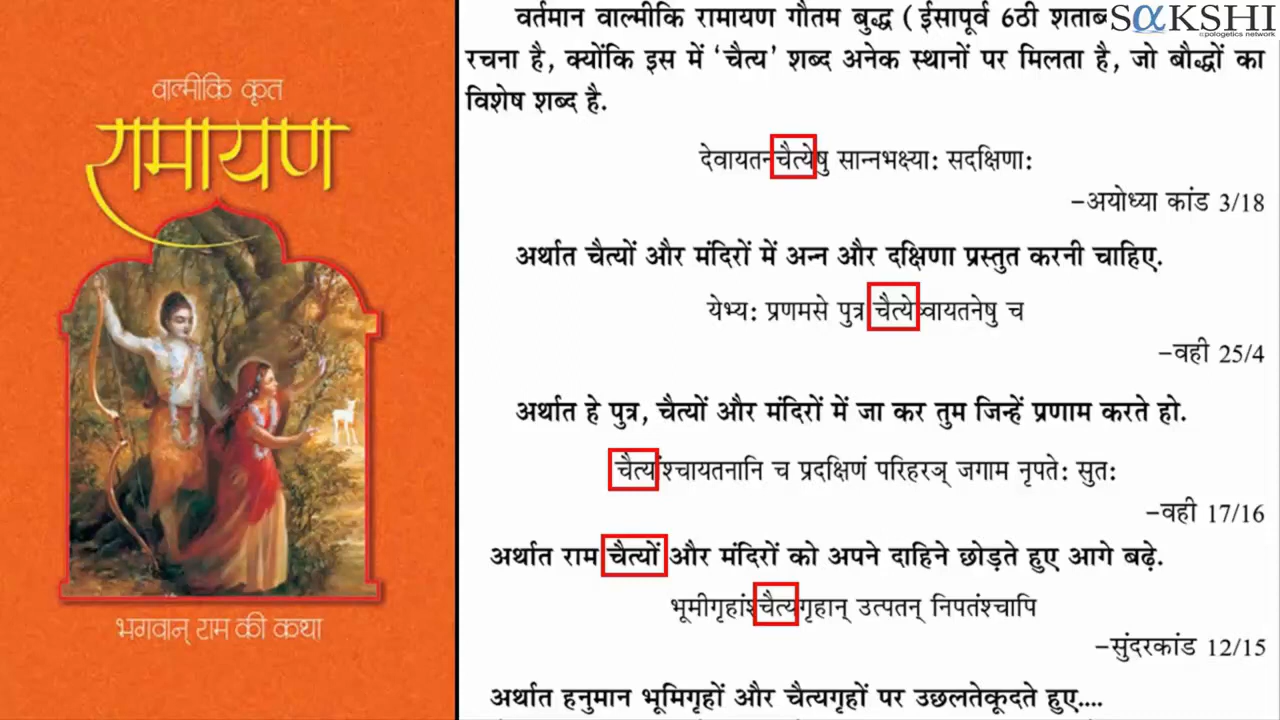 वाल्मीकि कृत
रामायण
भगवान् राम की कथा
SαKSHI
apologetics network
वर्तमान वाल्मीकि रामायण गौतम बुद्ध (ईसापूर्व 6ठी
रचना है, क्योंकि इस में ‘चैत्य’ शब्द अनेक स्थानों पर मिलता है, जो बौद्धों का
विशेष शब्द है.
देवायतनचैत्येषु सान्नभक्ष्याः सदक्षिणाः
–अयोध्या कांड 3/18
अर्थात चैत्यों और मंदिरों में अन्न और दक्षिणा प्रस्तुत करनी चाहिए.
येभ्यः प्रणमसे पुत्र चैत्येष्वायतनेषु च
–वही 25/4
अर्थात हे पुत्र, चैत्यों और मंदिरों में जा कर तुम जिन्हें प्रणाम करते हो.
चैत्यांश्चायतनानि च प्रदक्षिणं परिहरञ् जगाम नृपतेः सुतः
–वही 17/16
अर्थात राम चैत्यों और मंदिरों को अपने दाहिने छोड़ते हुए आगे बढ़े.
भूमीगृहांश्चैत्यगृहान् उत्पतन् निपतंश्चापि
–सुंदरकांड 12/15
अर्थात हनुमान भूमिगृहों और चैत्यगृहों पर उछलतेकूदते हुए....